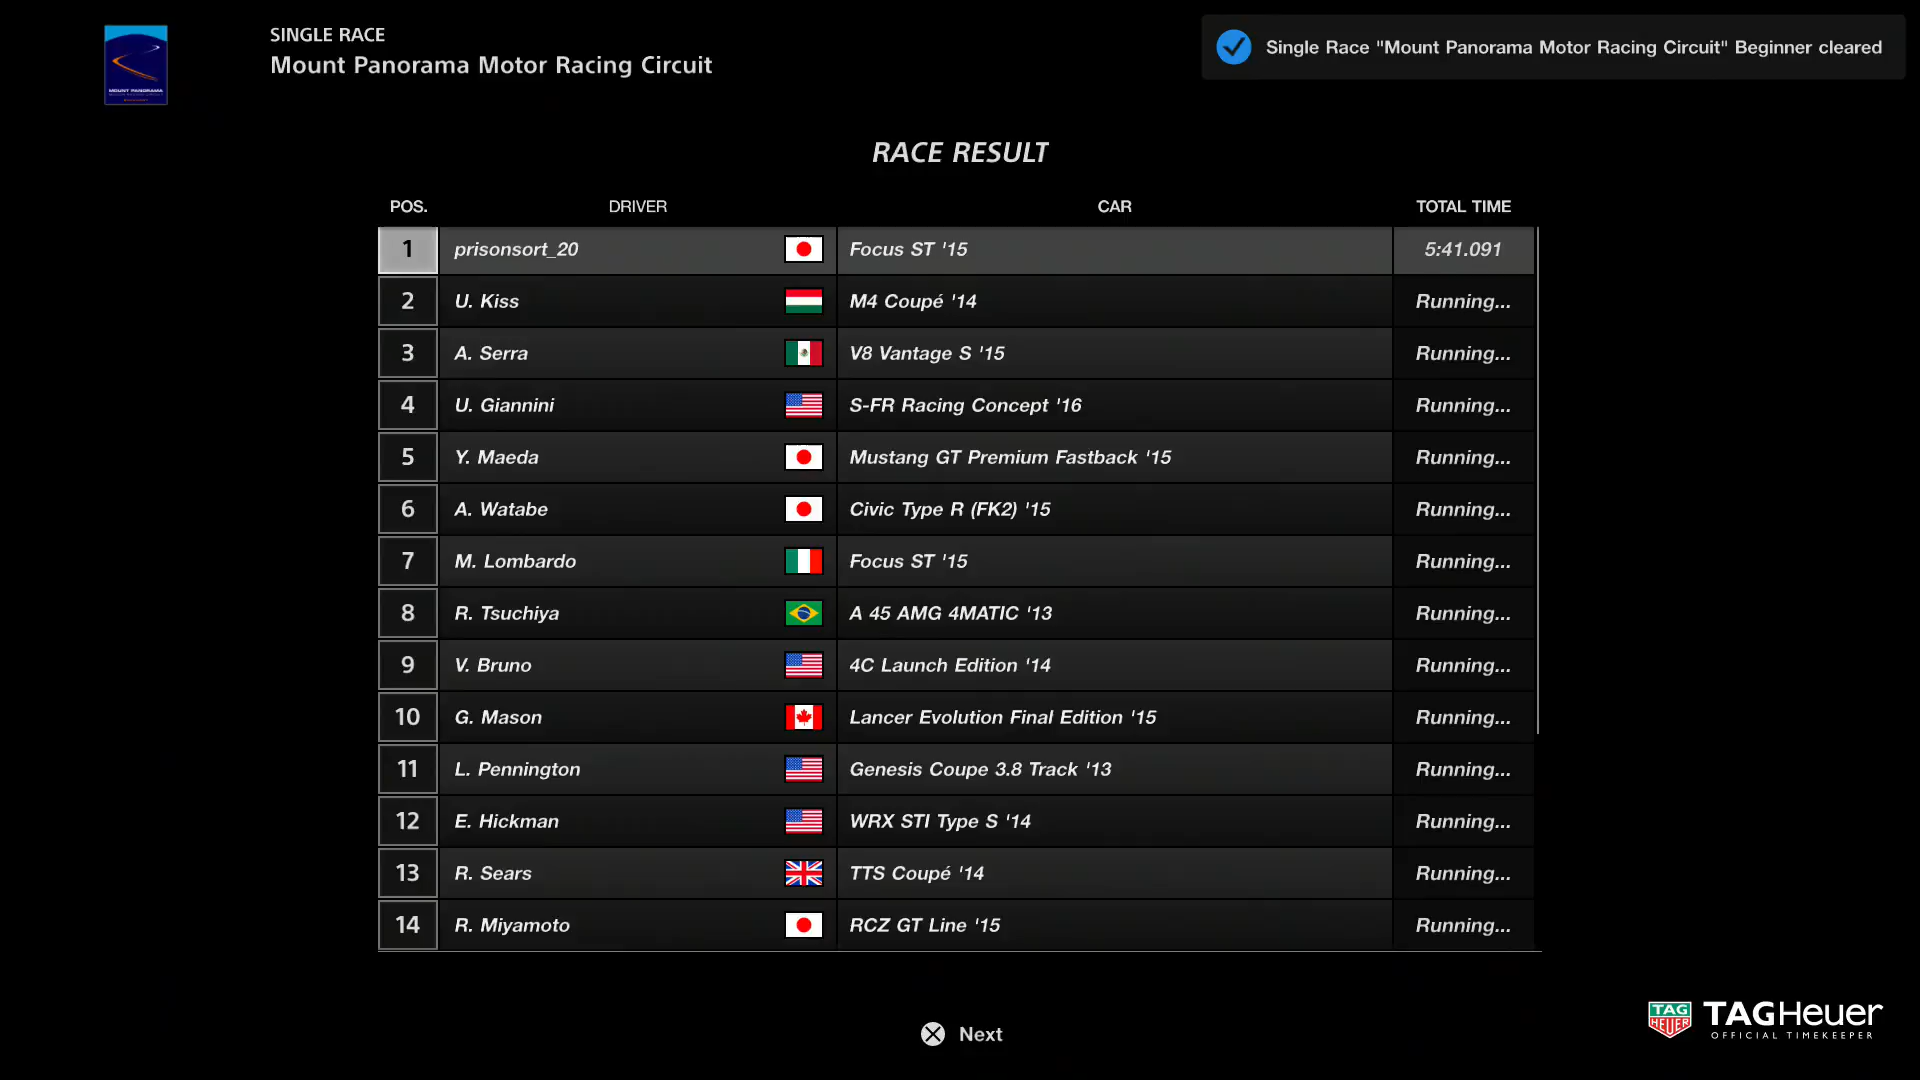 SINGLE RACE
Mount Panorama Motor Racing Circuit
Single Race "Mount Panorama Motor Racing Circuit" Beginner cleared
MOUNT PANORAMA
RACE RESULT
POS. DRIVER CAR TOTAL TIME
1 prisonsort_20 Focus ST '15 5:41.091
2 U. Kiss M4 Coupé '14 Running...
3 A. Serra V8 Vantage S '15 Running...
4 U. Giannini S-FR Racing Concept '16 Running...
5 Y. Maeda Mustang GT Premium Fastback '15 Running...
6 A. Watabe Civic Type R (FK2) '15 Running...
7 M. Lombardo Focus ST '15 Running...
8 R. Tsuchiya A 45 AMG 4MATIC '13 Running...
9 V. Bruno 4C Launch Edition '14 Running...
10 G. Mason Lancer Evolution Final Edition '15 Running...
11 L. Pennington Genesis Coupe 3.8 Track '13 Running...
12 E. Hickman WRX STI Type S '14 Running...
13 R. Sears TTS Coupé '14 Running...
14 R. Miyamoto RCZ GT Line '15 Running...
Next
TAG HEUER
TAGHeuer
OFFICIAL TIMEKEEPER